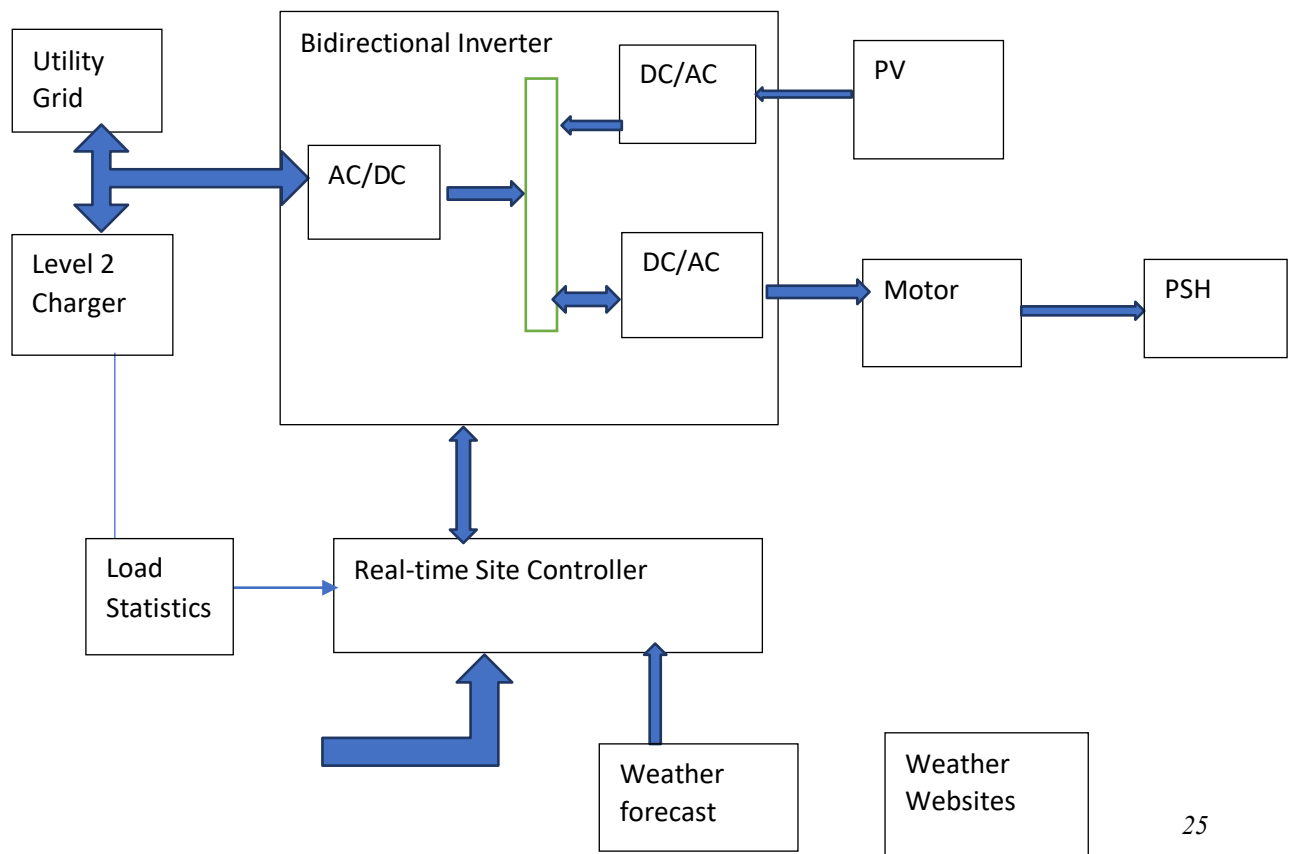 Utility
Grid
Bidirectional Inverter
DC/AC
PV
AC/DC
Level 2
Charger
DC/AC
Motor
PSH
Load
Statistics
Real-time Site Controller
Weather
forecast
Weather
Websites
25